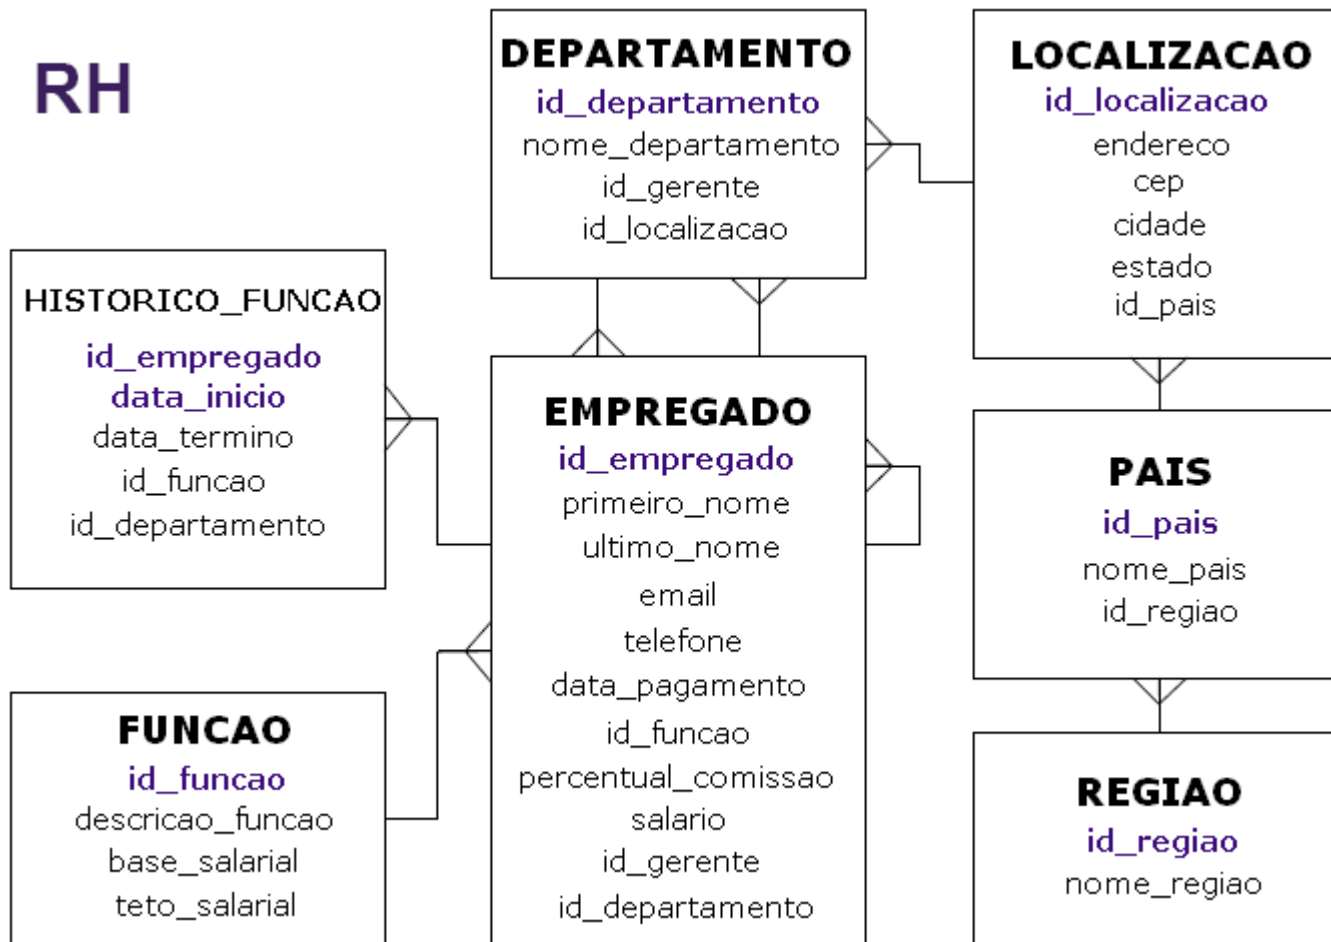 RH
DEPARTAMENTO
id_departamento
nome_departamento
id_gerente
id_localizacao
LOCALIZACAO
id_localizacao
endereco
cep
cidade
estado
id_pais
HISTORICO_FUNCAO
id_empregado
data_inicio
data_termino
id_funcao
id_departamento
EMPREGADO
id_empregado
primeiro_nome
ultimo_nome
email
telefone
data_pagamento
id_funcao
percentual_comissao
salario
id_gerente
id_departamento
PAIS
id_pais
nome_pais
id_regiao
FUNCAO
id_funcao
descricao_funcao
base_salarial
teto_salarial
REGIAO
id_regiao
nome_regiao